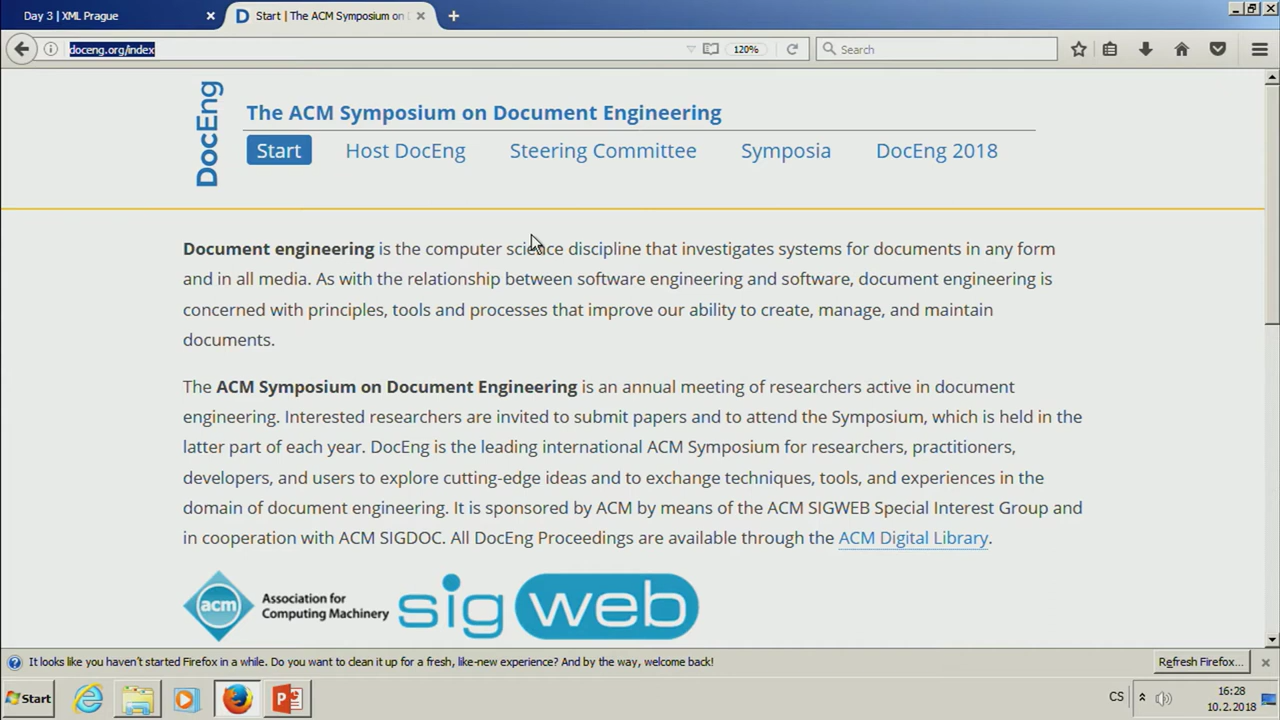 Day 3 | XML Prague
Start | The ACM Symposium on
doceng.org/index
120%
Search
DocEng
The ACM Symposium on Document Engineering
Start Host DocEng Steering Committee Symposia DocEng 2018
Document engineering is the computer science discipline that investigates systems for documents in any form
and in all media. As with the relationship between software engineering and software, document engineering is
concerned with principles, tools and processes that improve our ability to create, manage, and maintain
documents.
The ACM Symposium on Document Engineering is an annual meeting of researchers active in document
engineering. Interested researchers are invited to submit papers and to attend the Symposium, which is held in the
latter part of each year. DocEng is the leading international ACM Symposium for researchers, practitioners,
developers, and users to explore cutting-edge ideas and to exchange techniques, tools, and experiences in the
domain of document engineering. It is sponsored by ACM by means of the ACM SIGWEB Special Interest Group and
in cooperation with ACM SIGDOC. All DocEng Proceedings are available through the ACM Digital Library.
acm
Association for
Computing Machinery
sig web
It looks like you haven't started Firefox in a while. Do you want to clean it up for a fresh, like-new experience? And by the way, welcome back!
Refresh Firefox...
Start
CS
16:28
10.2.2018